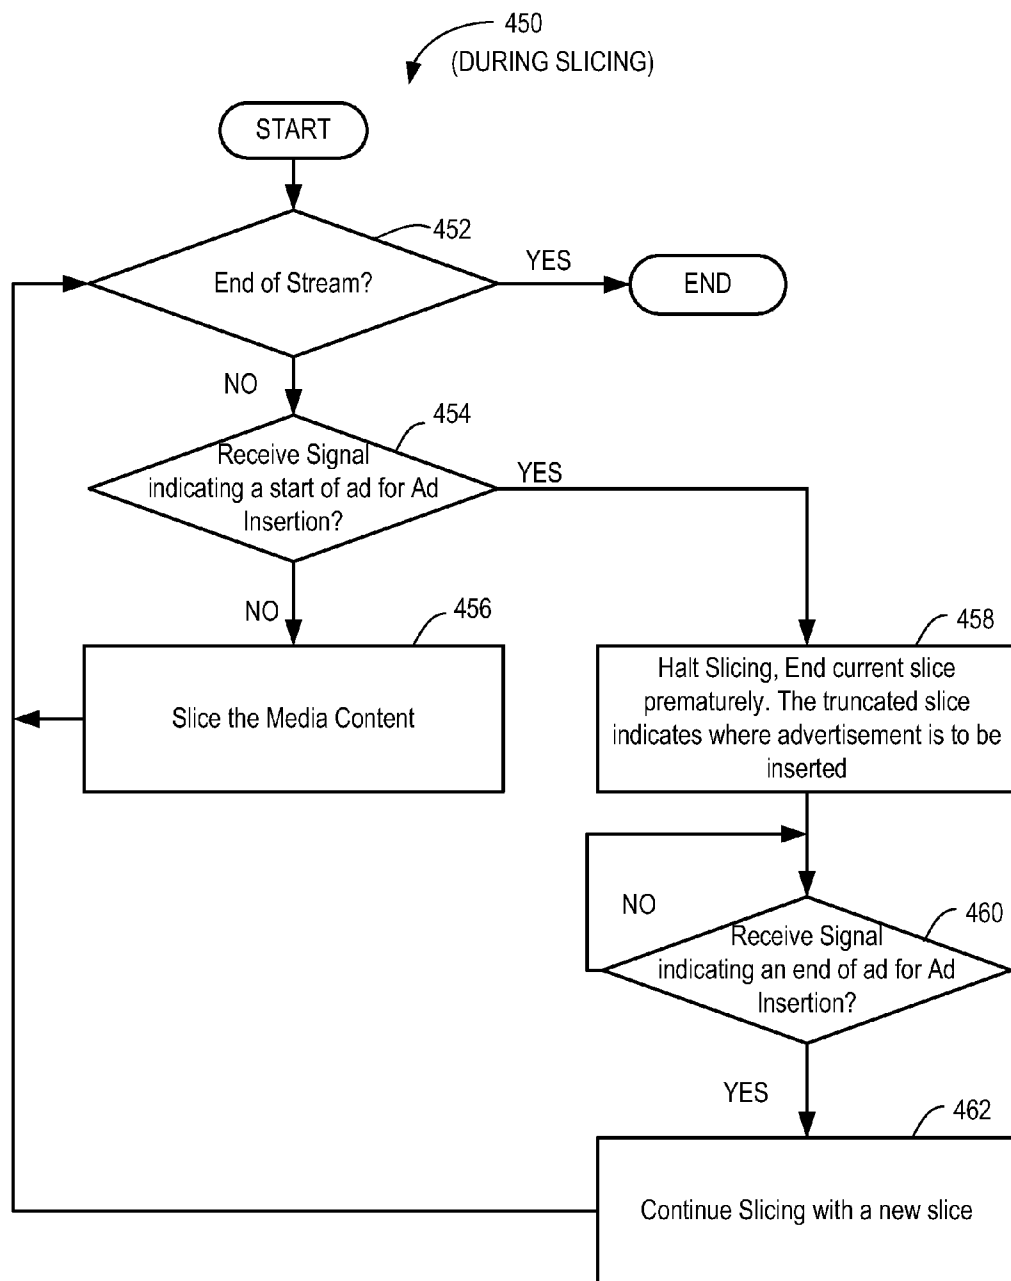 450
(DURING SLICING)
START
452
End of Stream?
YES
END
NO
454
Receive Signal
indicating a start of ad for Ad
Insertion?
YES
NO
456
Slice the Media Content
458
Halt Slicing, End current slice
prematurely. The truncated slice
indicates where advertisement is to be
inserted
NO
460
Receive Signal
indicating an end of ad for Ad
Insertion?
YES
462
Continue Slicing with a new slice